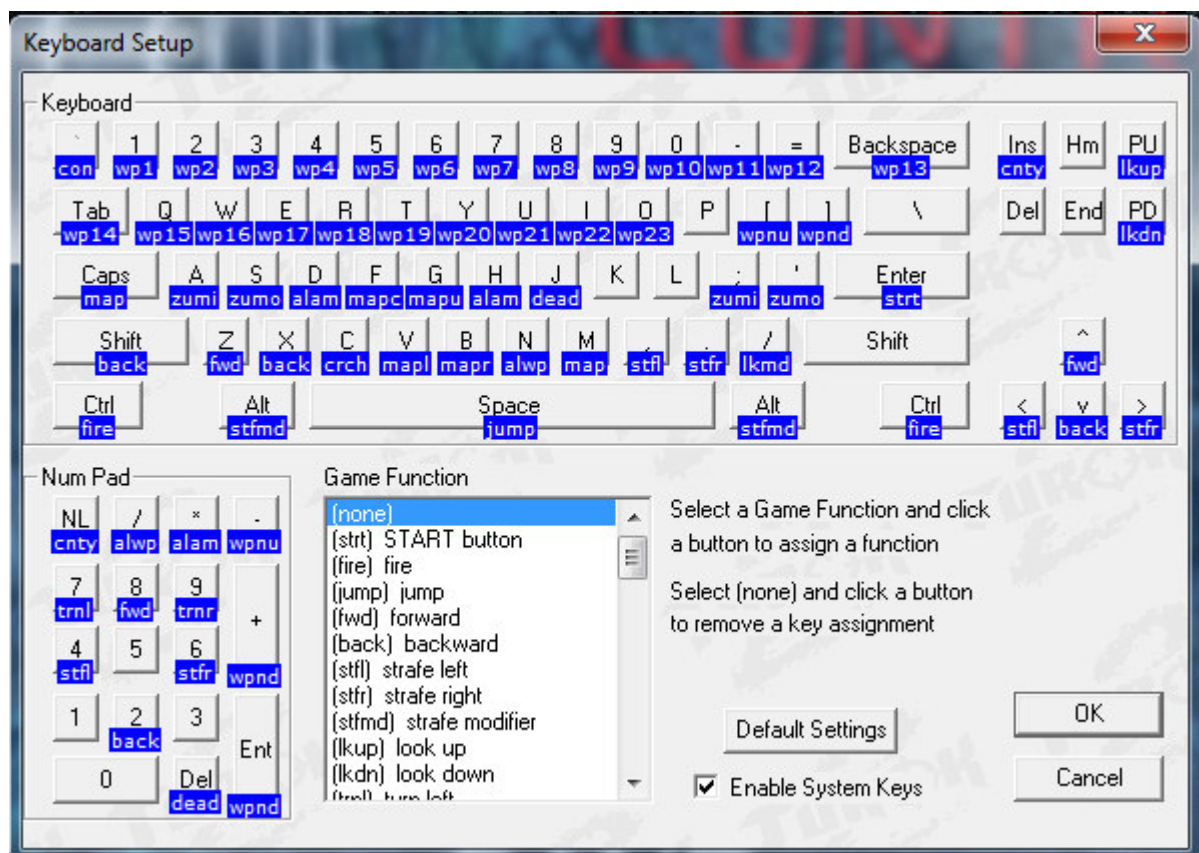 Keyboard Setup
x
Keyboard
` 1 2 3 4 5 6 7 8 9 0 - = Backspace Ins Hm PU
con wp1 wp2 wp3 wp4 wp5 wp6 wp7 wp8 wp9 wp10 wp11 wp12 wp13 cnty lkup
Tab Q W E R T Y U I O P [ ] \ Del End PD
wp14 wp15 wp16 wp17 wp18 wp19 wp20 wp21 wp22 wp23 wpnu wpnd lkdn
Caps A S D F G H J K L ; ' Enter
map zumi zumo alam mapc mapu alam dead zumi zumo strt
Shift Z X C V B N M , . / Shift ^
back fwd back crch mapl mapr alwp map stfl stfr lkmd fwd
Ctrl Alt Space Alt Ctrl < v >
fire stfmd jump stfmd fire stfl back stfr
Num Pad
NL / * -
cnty alwp alam wpnu
7 8 9 +
trnl fwd trnr
4 5 6
stfl stfr wpnd
1 2 3 Ent
back
0 Del
dead wpnd
Game Function
(none)
(strt) START button
(fire) fire
(jump) jump
(fwd) forward
(back) backward
(stfl) strafe left
(stfr) strafe right
(stfmd) strafe modifier
(lkup) look up
(lkdn) look down
(trnl) turn left
Select a Game Function and click
a button to assign a function
Select (none) and click a button
to remove a key assignment
Default Settings
Enable System Keys
OK
Cancel